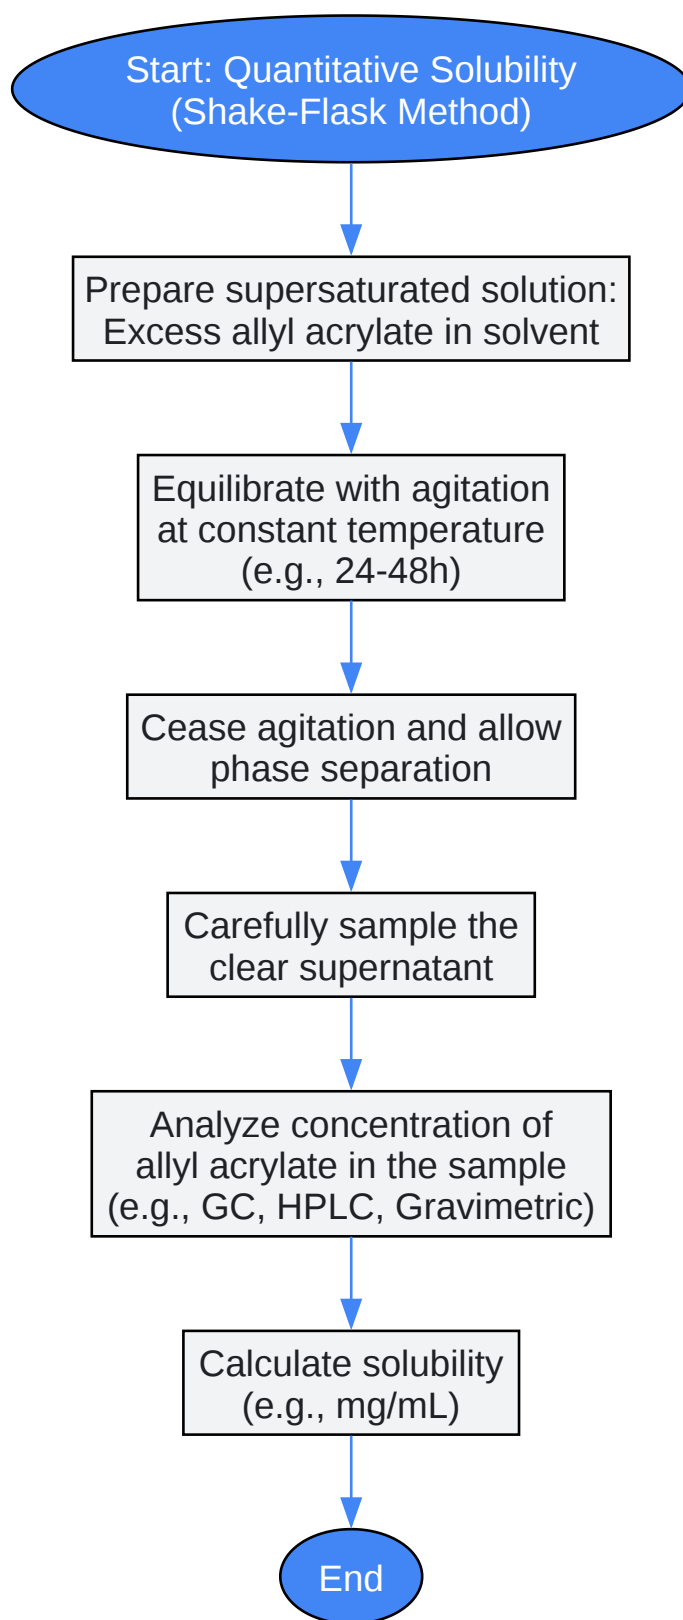 Start: Quantitative Solubility
(Shake-Flask Method)
Prepare supersaturated solution:
Excess allyl acrylate in solvent
Equilibrate with agitation
at constant temperature
(e.g., 24-48h)
Cease agitation and allow
phase separation
Carefully sample the
clear supernatant
Analyze concentration of
allyl acrylate in the sample
(e.g., GC, HPLC, Gravimetric)
Calculate solubility
(e.g., mg/mL)
End